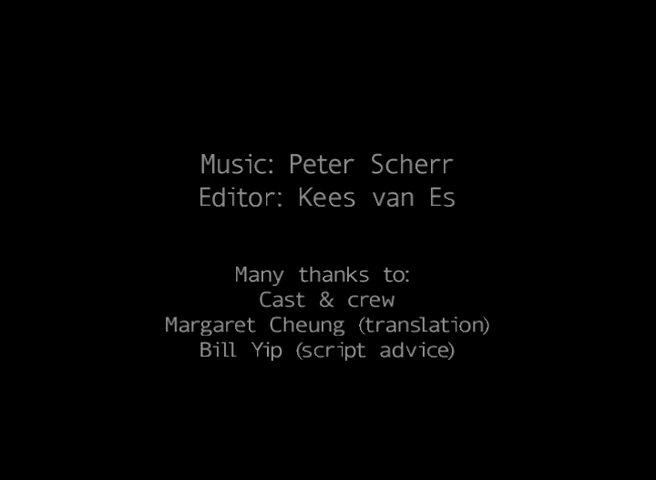 Music: Peter Scherr
Editor: Kees van Es
Many thanks to:
Cast & crew
Margaret Cheung (translation)
Bill Yip (script advice)